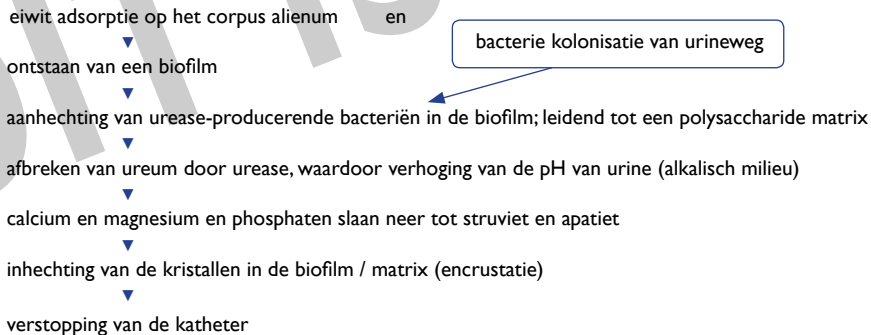 eiwit adsorptie op het corpus alienum en
bacterie kolonisatie van urineweg
ontstaan van een biofilm
aanhechting van urease-producerende bacteriën in de biofilm; leidend tot een polysaccharide matrix
afbreken van ureum door urease, waardoor verhoging van de pH van urine (alkalisch milieu)
calcium en magnesium en phosphaten slaan neer tot struviet en apatiet
inhechting van de kristallen in de biofilm / matrix (encrustatie)
verstopping van de katheter